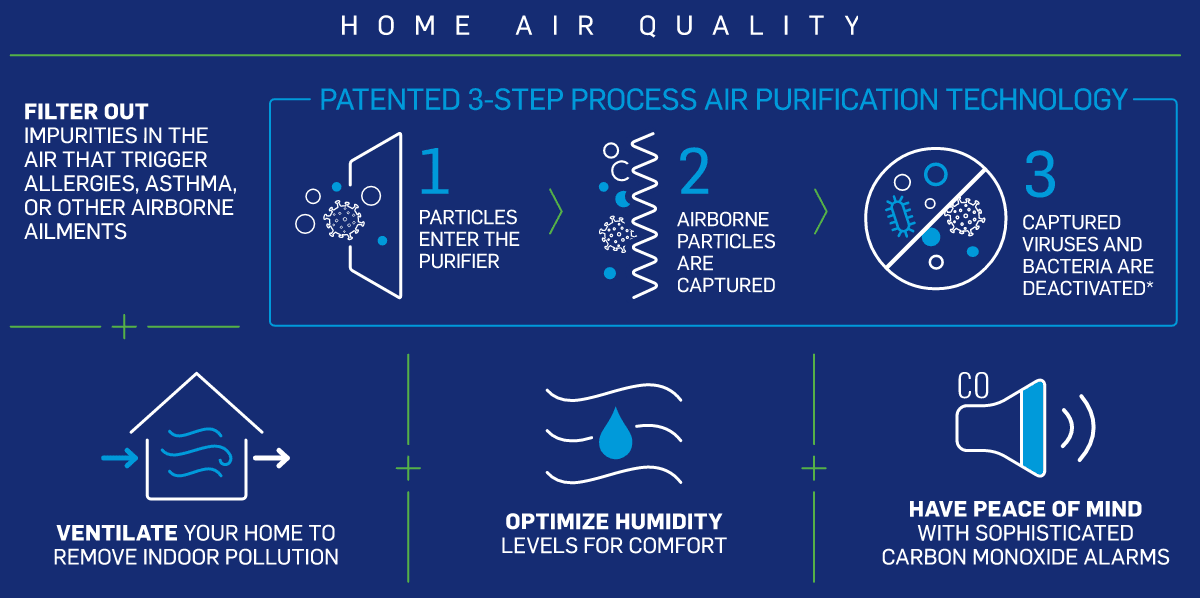 HOME AIR QUALITY
FILTER OUT
IMPURITIES IN THE
AIR THAT TRIGGER
ALLERGIES, ASTHMA,
OR OTHER AIRBORNE
AILMENTS
PATENTED 3-STEP PROCESS AIR PURIFICATION TECHNOLOGY
1
PARTICLES
ENTER THE
PURIFIER
2
AIRBORNE
PARTICLES
ARE
CAPTURED
3
CAPTURED
VIRUSES AND
BACTERIA ARE
DEACTIVATED*
VENTILATE YOUR HOME TO
REMOVE INDOOR POLLUTION
OPTIMIZE HUMIDITY
LEVELS FOR COMFORT
CO
HAVE PEACE OF MIND
WITH SOPHISTICATED
CARBON MONOXIDE ALARMS